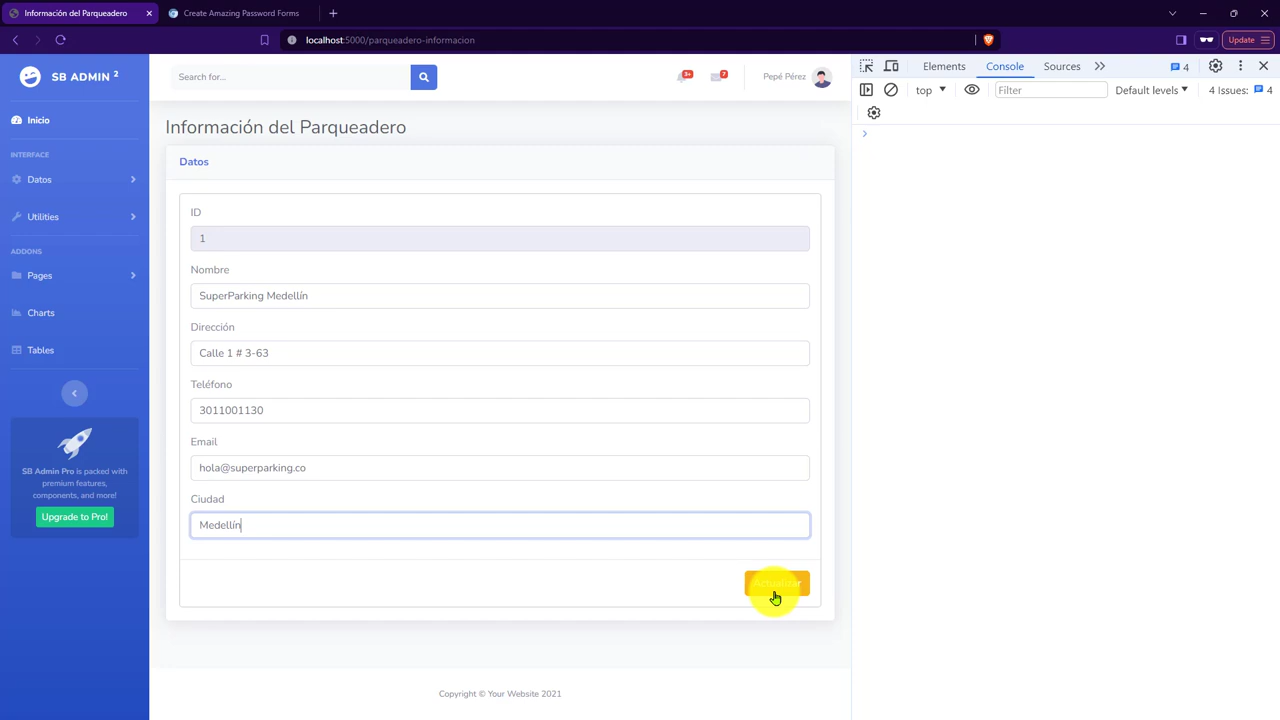 Información del Parqueadero
Create Amazing Password Forms
localhost:5000/parqueadero-informacion
Update
SB ADMIN 2
Search for...
3+
7
Pepé Pérez
Elements
Console
Sources
4
top
Filter
Default levels
4 Issues:
4
Inicio
INTERFACE
Datos
Utilities
ADDONS
Pages
Charts
Tables
SB Admin Pro is packed with
premium features,
components, and more!
Upgrade to Pro!
Información del Parqueadero
Datos
ID
1
Nombre
SuperParking Medellín
Dirección
Calle 1 # 3-63
Teléfono
3011001130
Email
hola@superparking.co
Ciudad
Medellín
Actualizar
Copyright © Your Website 2021